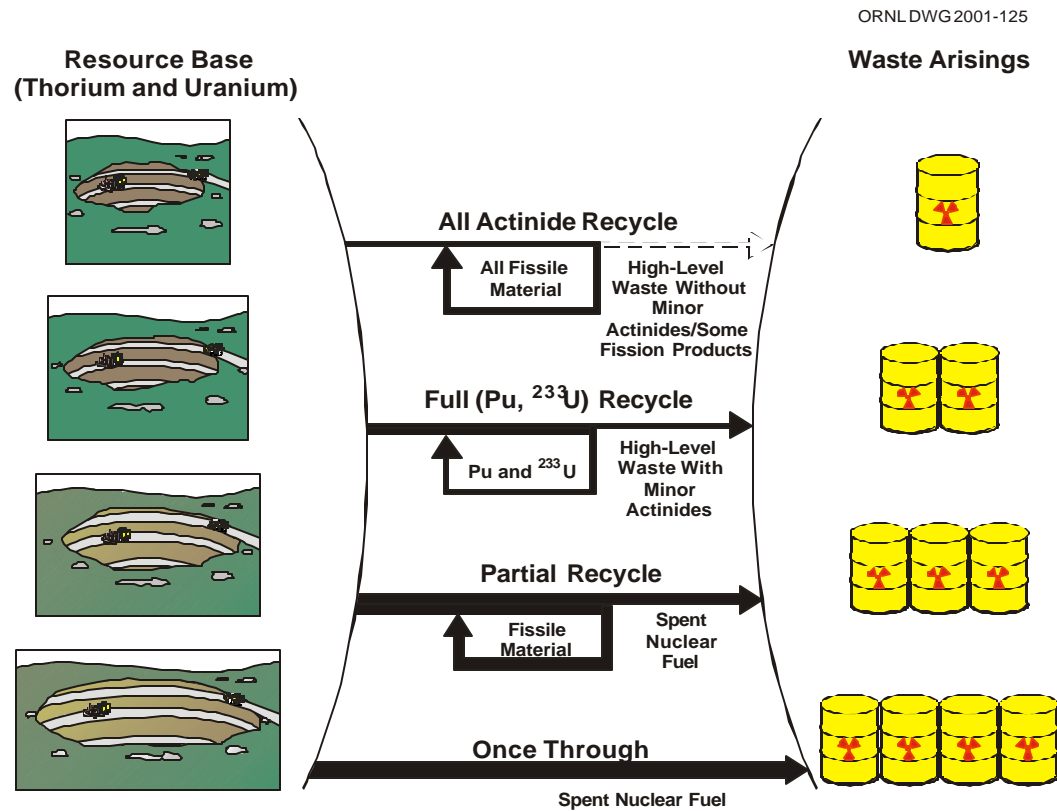 ORNL DWG 2001-125
Resource Base
(Thorium and Uranium)
Waste Arisings
All Actinide Recycle
All Fissile
Material
High-Level
Waste Without
Minor
Actinides/Some
Fission Products
Full (Pu, ²³³U) Recycle
Pu and ²³³U
High-Level
Waste With
Minor
Actinides
Partial Recycle
Fissile
Material
Spent
Nuclear
Fuel
Once Through
Spent Nuclear Fuel